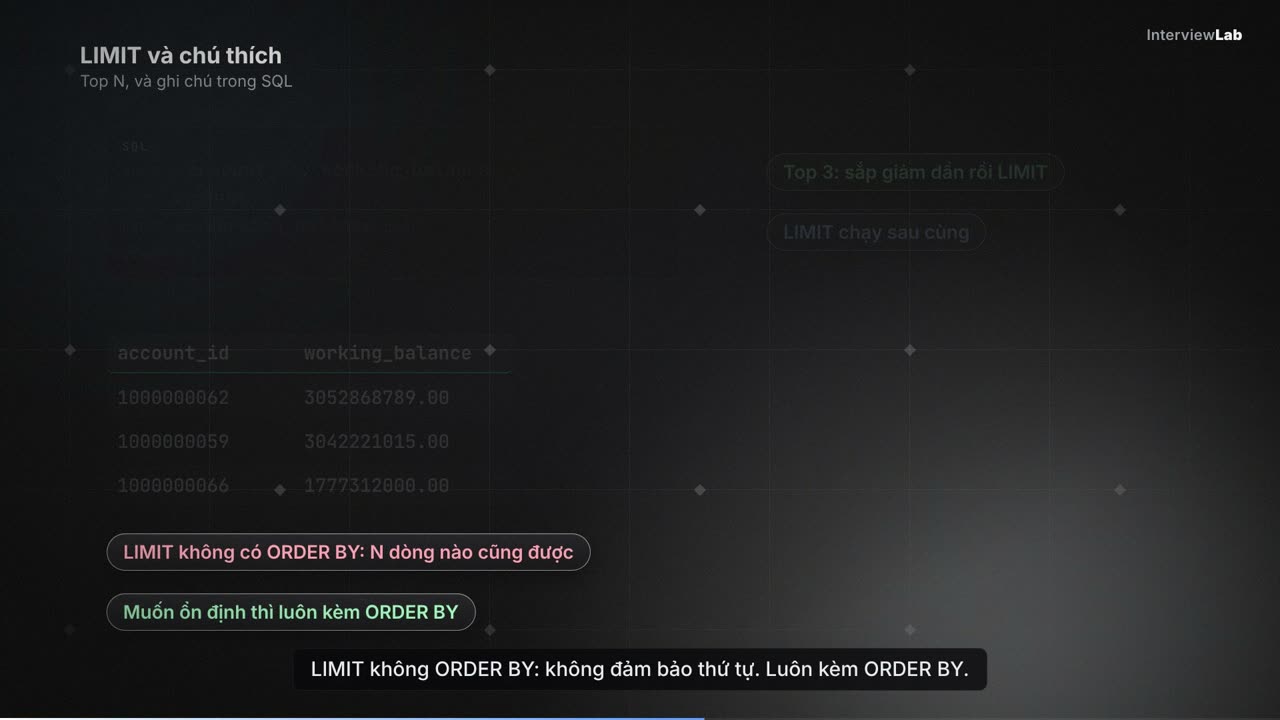 LIMIT và chú thích
InterviewLab
Top N, và ghi chú trong SQL
SQL
Top 3: sắp giảm dần rồi LIMIT
LIMIT chạy sau cùng
account_id working_balance
1000000062 3052868789.00
1000000059 3042221015.00
1000000066 1777312000.00
LIMIT không có ORDER BY: N dòng nào cũng được
Muốn ổn định thì luôn kèm ORDER BY
LIMIT không ORDER BY: không đảm bảo thứ tự. Luôn kèm ORDER BY.